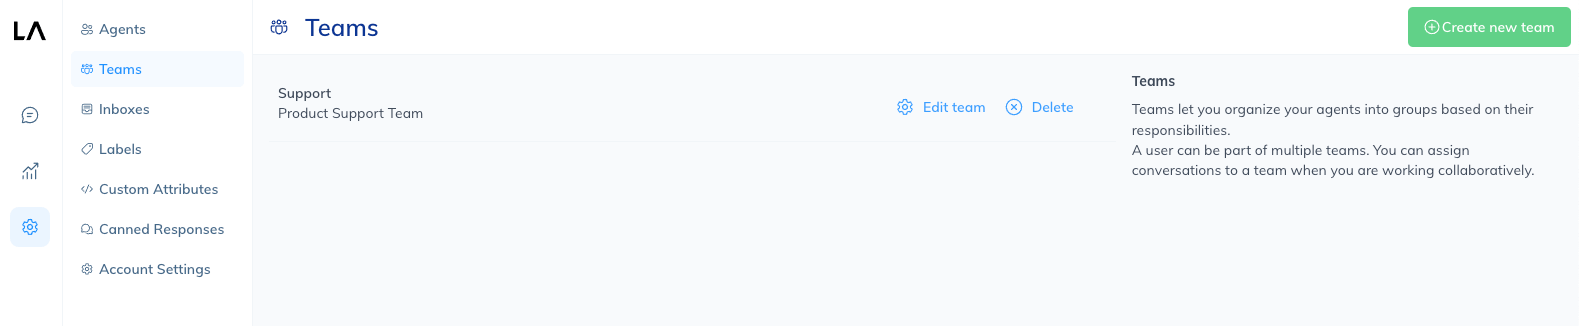 LA
Agents
Teams
Inboxes
Labels
Custom Attributes
Canned Responses
Account Settings
Teams
Create new team
Support
Product Support Team
Edit team
Delete
Teams
Teams let you organize your agents into groups based on their
responsibilities.
A user can be part of multiple teams. You can assign
conversations to a team when you are working collaboratively.